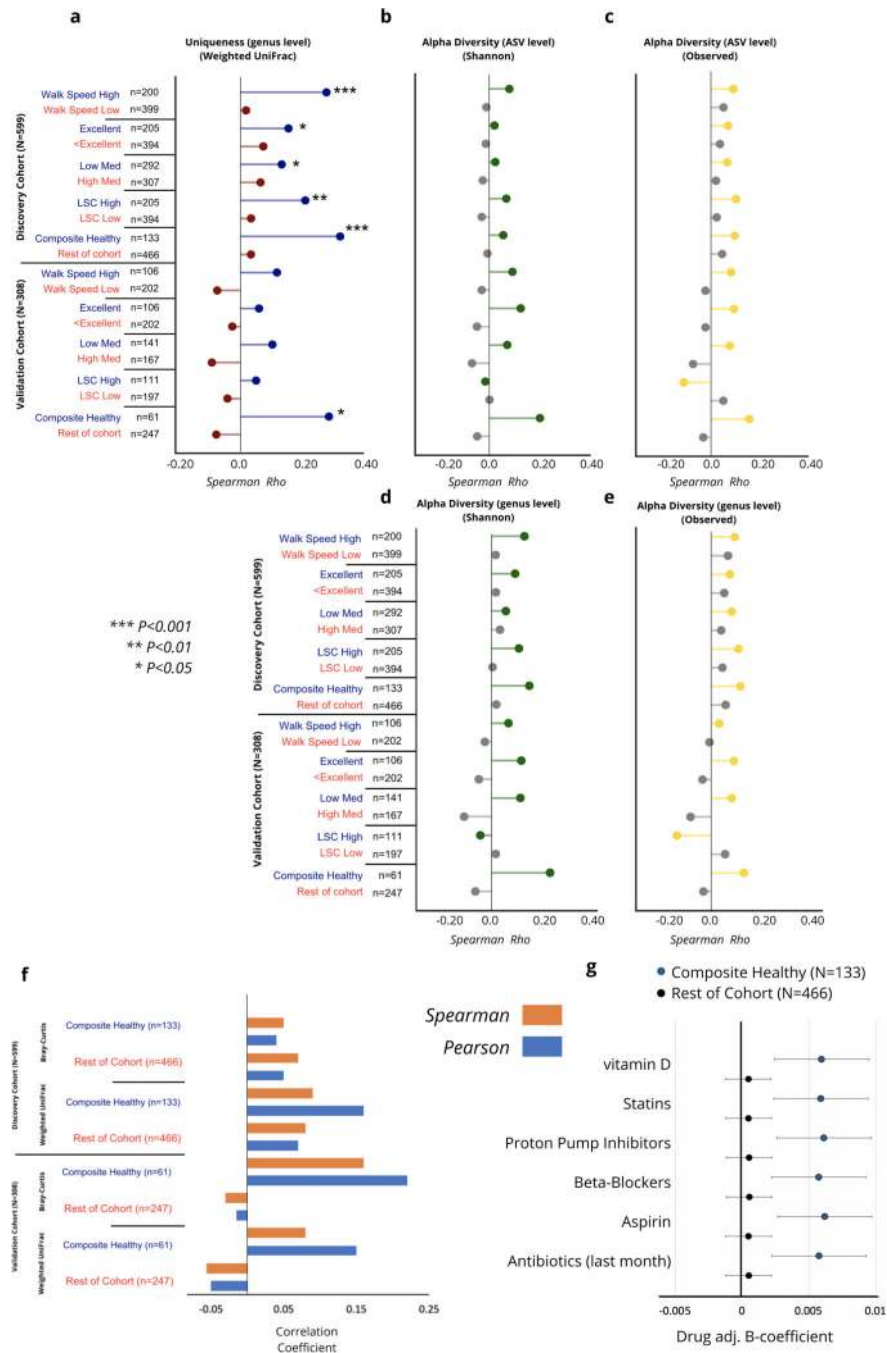 a
Uniqueness (genus level)
(Weighted UniFrac)
b
Alpha Diversity (ASV level)
(Shannon)
c
Alpha Diversity (ASV level)
(Observed)
Discovery Cohort (N=599)
Walk Speed High n=200 ***
Walk Speed Low n=399
Excellent n=205 *
<Excellent n=394
Low Med n=292 *
High Med n=307
LSC High n=205 **
LSC Low n=394
Composite Healthy n=133 ***
Rest of cohort n=466
Validation Cohort (N=308)
Walk Speed High n=106
Walk Speed Low n=202
Excellent n=106
<Excellent n=202
Low Med n=141
High Med n=167
LSC High n=111
LSC Low n=197
Composite Healthy n=61 *
Rest of cohort n=247
-0.20 0.0 0.20 0.40
Spearman Rho
-0.20 0.0 0.20 0.40
Spearman Rho
-0.20 0.0 0.20 0.40
Spearman Rho
d
Alpha Diversity (genus level)
(Shannon)
e
Alpha Diversity (genus level)
(Observed)
*** P<0.001
** P<0.01
* P<0.05
Discovery Cohort (N=599)
Walk Speed High n=200
Walk Speed Low n=399
Excellent n=205
<Excellent n=394
Low Med n=292
High Med n=307
LSC High n=205
LSC Low n=394
Composite Healthy n=133
Rest of cohort n=466
Validation Cohort (N=308)
Walk Speed High n=106
Walk Speed Low n=202
Excellent n=106
<Excellent n=202
Low Med n=141
High Med n=167
LSC High n=111
LSC Low n=197
Composite Healthy n=61
Rest of cohort n=247
-0.20 0.0 0.20 0.40
Spearman Rho
-0.20 0.0 0.20 0.40
Spearman Rho
f
Spearman
Pearson
Discovery Cohort (N=599)
Bray-Curtis
Composite Healthy (n=133)
Rest of Cohort (n=466)
Weighted UniFrac
Composite Healthy (n=133)
Rest of Cohort (n=466)
Validation Cohort (N=308)
Bray-Curtis
Composite Healthy (n=61)
Rest of Cohort (n=247)
Weighted UniFrac
Composite Healthy (n=61)
Rest of Cohort (n=247)
-0.05 0.05 0.15 0.25
Correlation
Coefficient
g
Composite Healthy (N=133)
Rest of Cohort (N=466)
vitamin D
Statins
Proton Pump Inhibitors
Beta-Blockers
Aspirin
Antibiotics (last month)
-0.005 0 0.005 0.01
Drug adj. B-coefficient